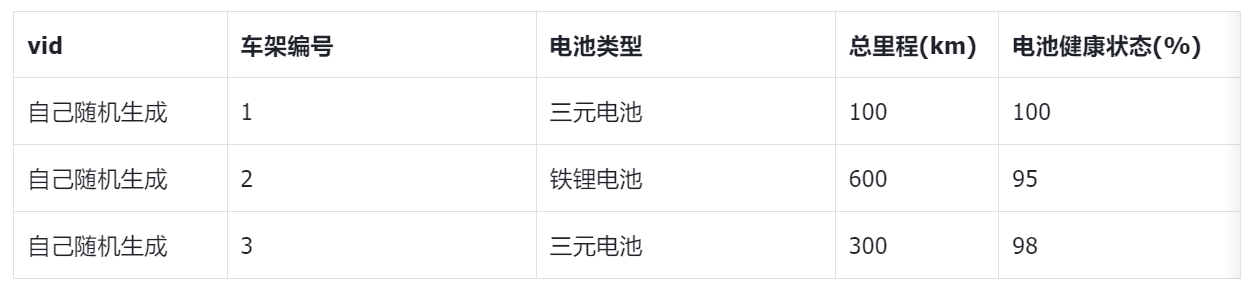 vid 车架编号 电池类型 总里程(km) 电池健康状态(%)
自己随机生成 1 三元电池 100 100
自己随机生成 2 铁锂电池 600 95
自己随机生成 3 三元电池 300 98